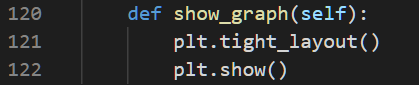 120 def show_graph(self):
121 plt.tight_layout()
122 plt.show()